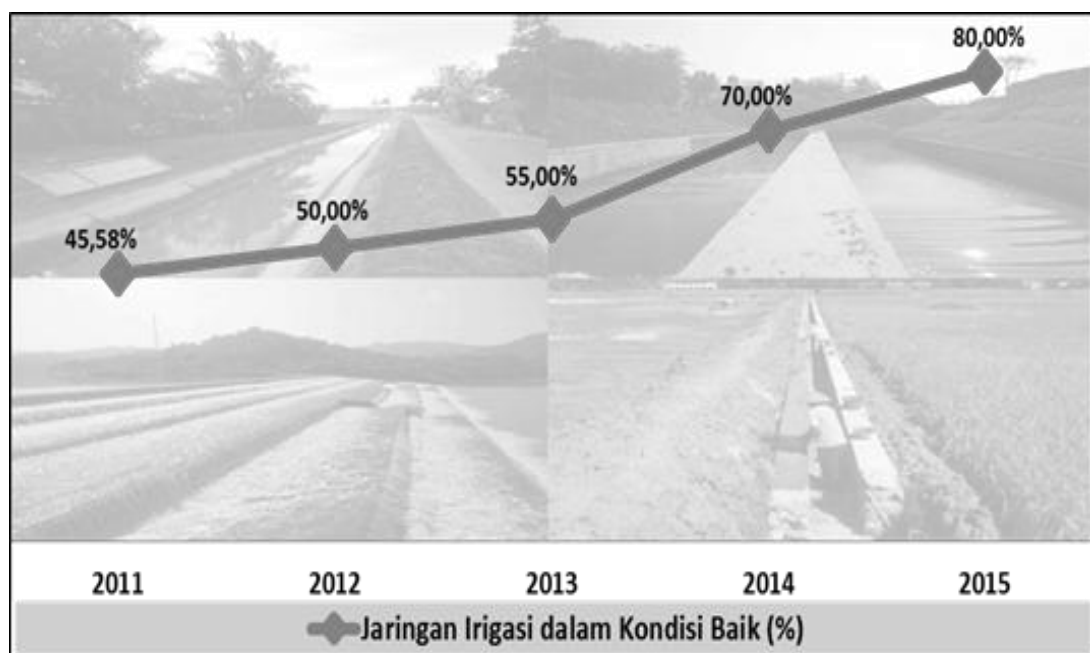 80,00%
70,00%
55,00%
50,00%
45,58%
2011 2012 2013 2014 2015
Jaringan Irigasi dalam Kondisi Baik (%)